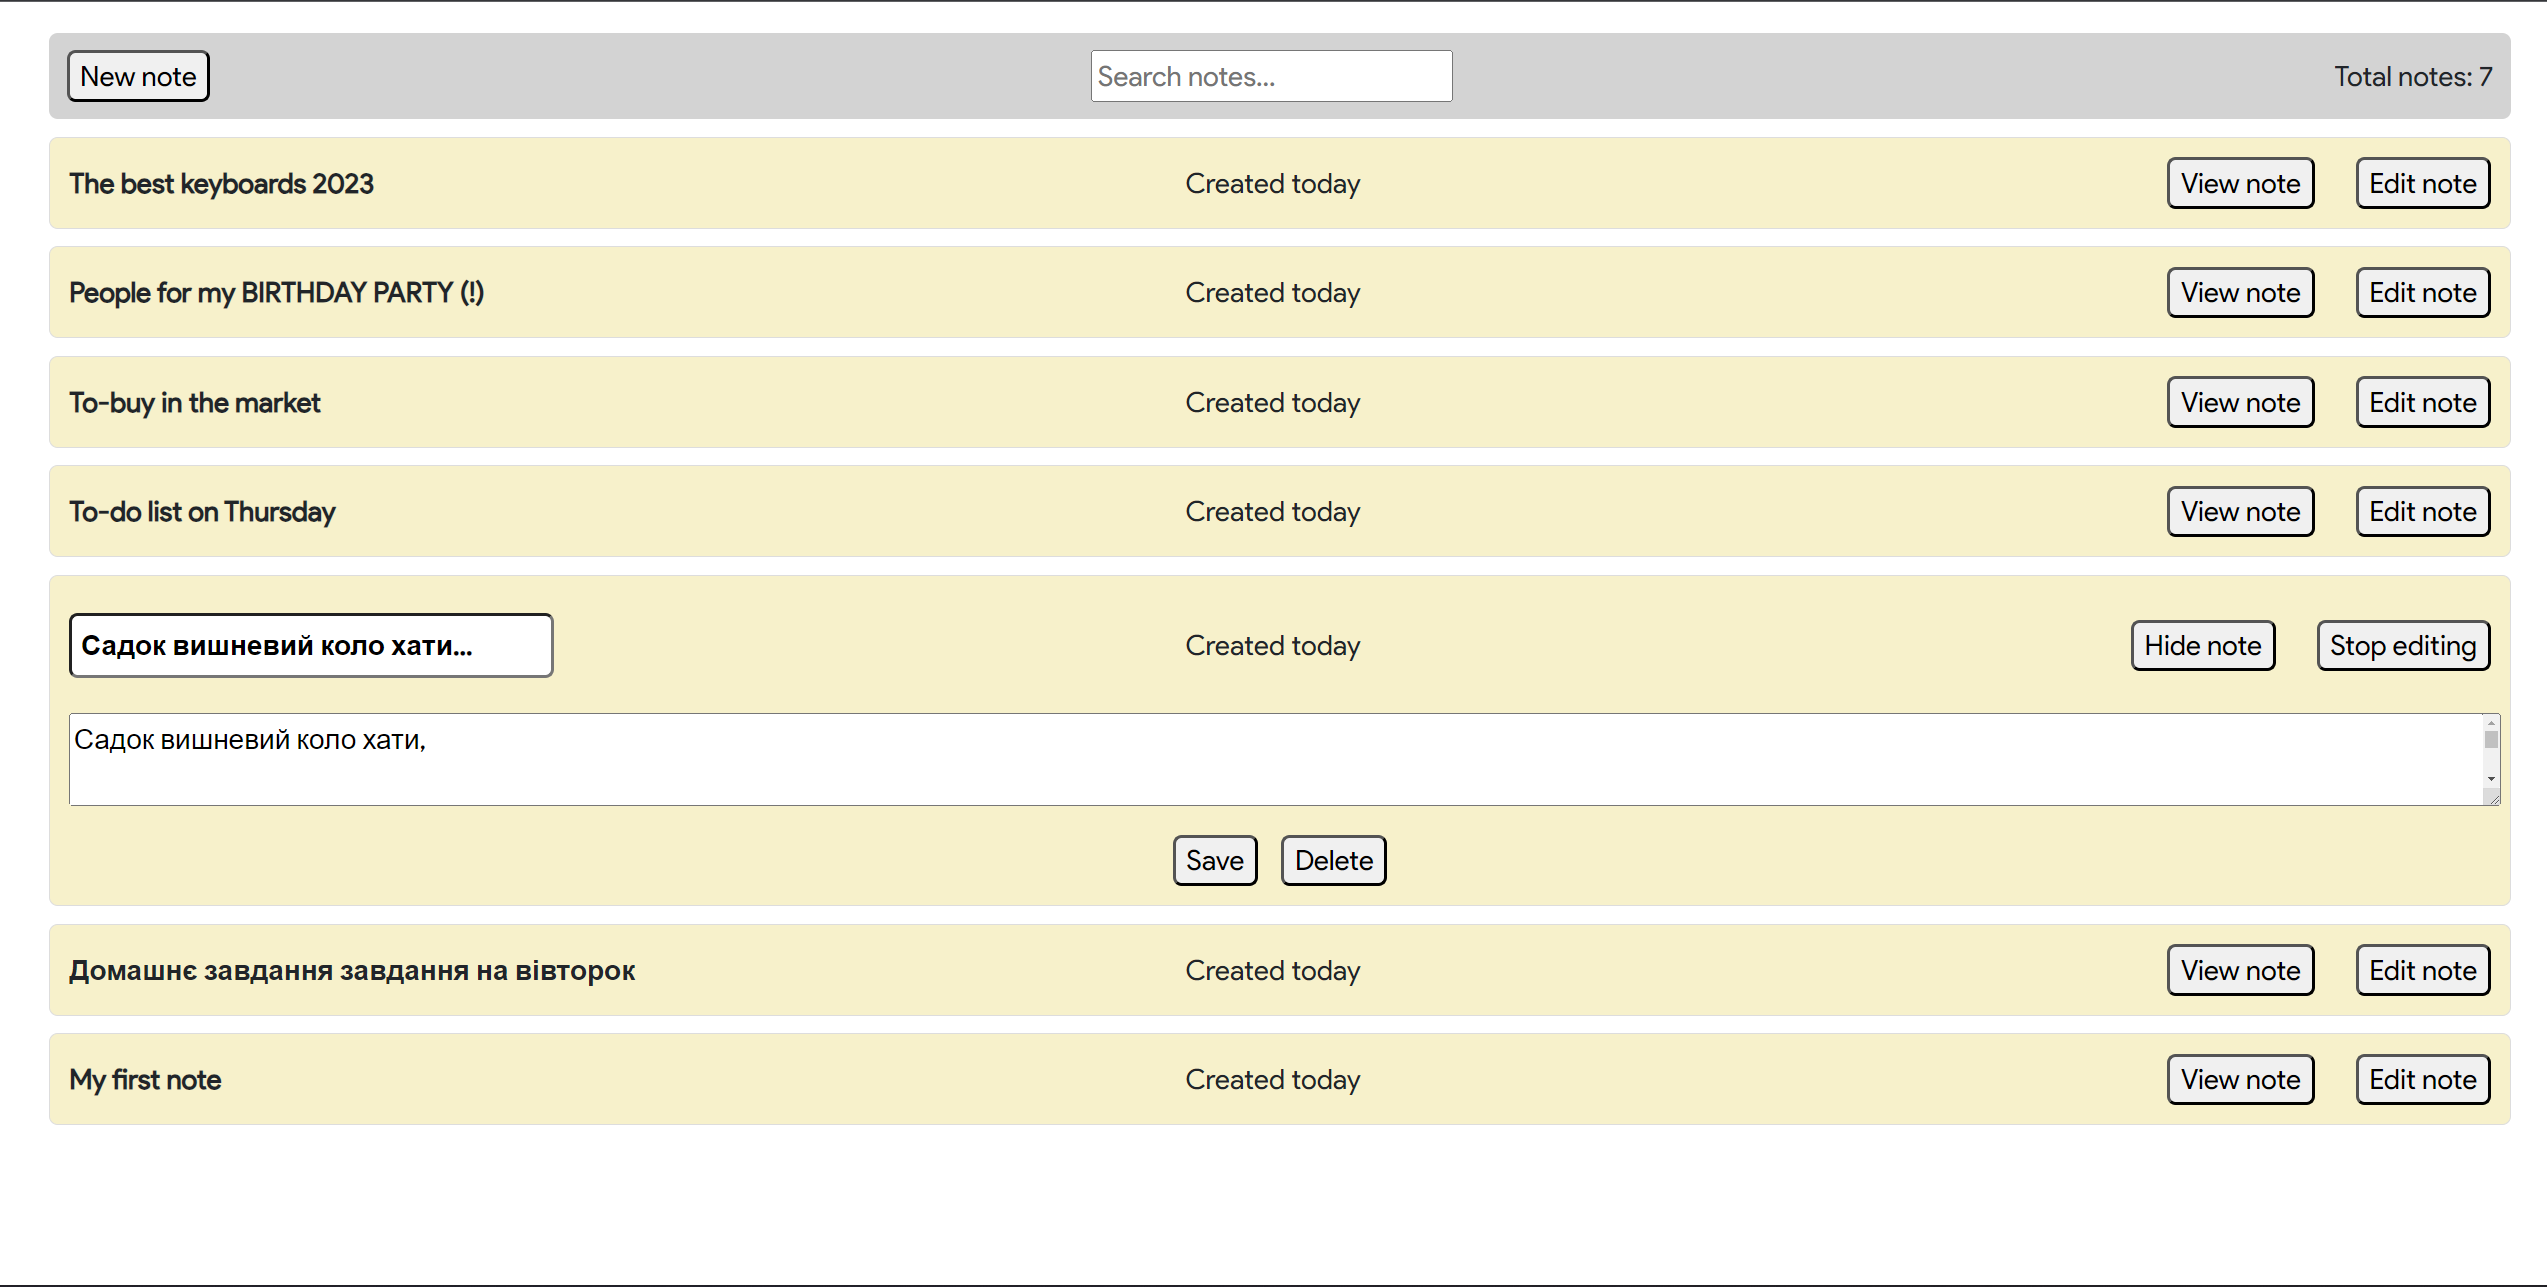 New note Search notes... Total notes: 7
The best keyboards 2023 Created today View note Edit note
People for my BIRTHDAY PARTY (!) Created today View note Edit note
To-buy in the market Created today View note Edit note
To-do list on Thursday Created today View note Edit note
Садок вишневий коло хати... Created today Hide note Stop editing
Садок вишневий коло хати,
Save Delete
Домашнє завдання завдання на вівторок Created today View note Edit note
My first note Created today View note Edit note